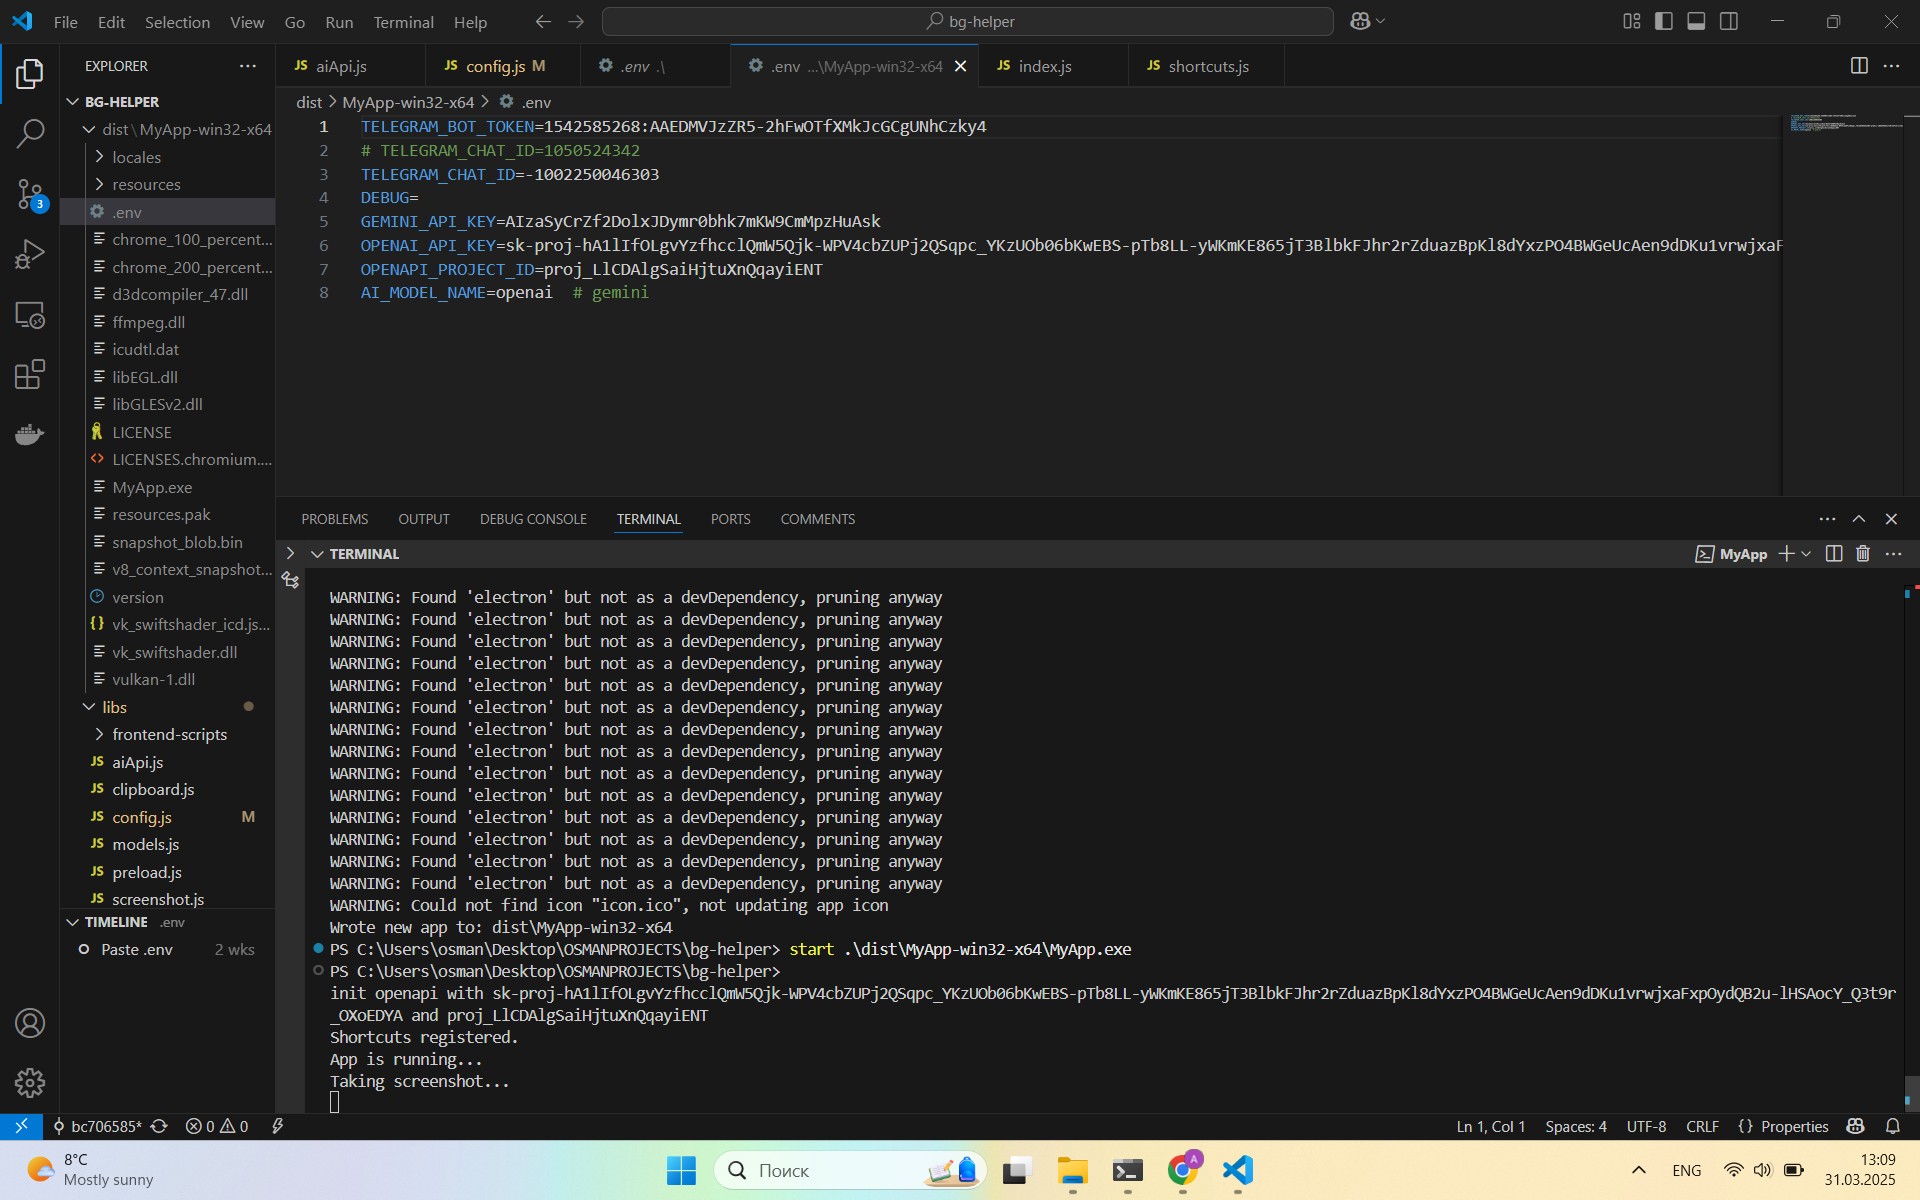 File Edit Selection View Go Run Terminal Help
bg-helper
EXPLORER
BG-HELPER
dist\MyApp-win32-x64
locales
resources
.env
chrome_100_percent...
chrome_200_percent...
d3dcompiler_47.dll
ffmpeg.dll
icudtl.dat
libEGL.dll
libGLESv2.dll
LICENSE
LICENSES.chromium....
MyApp.exe
resources.pak
snapshot_blob.bin
v8_context_snapshot...
version
vk_swiftshader_icd.js...
vk_swiftshader.dll
vulkan-1.dll
libs
frontend-scripts
JS aiApi.js
JS clipboard.js
JS config.js M
JS models.js
JS preload.js
JS screenshot.js
TIMELINE .env
Paste .env 2 wks
JS aiApi.js
JS config.js M
.env .\
.env ...\MyApp-win32-x64
JS index.js
JS shortcuts.js
dist > MyApp-win32-x64 > .env
1 TELEGRAM_BOT_TOKEN=1542585268:AAEDMVJzZR5-2hFwOTfXMkJcGCgUNhCzky4
2 # TELEGRAM_CHAT_ID=1050524342
3 TELEGRAM_CHAT_ID=-1002250046303
4 DEBUG=
5 GEMINI_API_KEY=AIzaSyCrZf2DolxJDymr0bhk7mKW9CmMpzHuAsk
6 OPENAI_API_KEY=sk-proj-hA1lIfOLgvYzfhcclQmW5Qjk-WPV4cbZUPj2QSqpc_YKzUOb06bKwEBS-pTb8LL-yWKmKE865jT3BlbkFJhr2rZduazBpKl8dYxzPO4BWGeUcAen9dDKu1vrwjxaF
7 OPENAPI_PROJECT_ID=proj_LlCDAlgSaiHjtuXnQqayiENT
8 AI_MODEL_NAME=openai # gemini
PROBLEMS OUTPUT DEBUG CONSOLE TERMINAL PORTS COMMENTS
TERMINAL
MyApp
WARNING: Found 'electron' but not as a devDependency, pruning anyway
WARNING: Found 'electron' but not as a devDependency, pruning anyway
WARNING: Found 'electron' but not as a devDependency, pruning anyway
WARNING: Found 'electron' but not as a devDependency, pruning anyway
WARNING: Found 'electron' but not as a devDependency, pruning anyway
WARNING: Found 'electron' but not as a devDependency, pruning anyway
WARNING: Found 'electron' but not as a devDependency, pruning anyway
WARNING: Found 'electron' but not as a devDependency, pruning anyway
WARNING: Found 'electron' but not as a devDependency, pruning anyway
WARNING: Found 'electron' but not as a devDependency, pruning anyway
WARNING: Found 'electron' but not as a devDependency, pruning anyway
WARNING: Found 'electron' but not as a devDependency, pruning anyway
WARNING: Found 'electron' but not as a devDependency, pruning anyway
WARNING: Found 'electron' but not as a devDependency, pruning anyway
WARNING: Could not find icon "icon.ico", not updating app icon
Wrote new app to: dist\MyApp-win32-x64
PS C:\Users\osman\Desktop\OSMANPROJECTS\bg-helper> start .\dist\MyApp-win32-x64\MyApp.exe
PS C:\Users\osman\Desktop\OSMANPROJECTS\bg-helper>
init openapi with sk-proj-hA1lIfOLgvYzfhcclQmW5Qjk-WPV4cbZUPj2QSqpc_YKzUOb06bKwEBS-pTb8LL-yWKmKE865jT3BlbkFJhr2rZduazBpKl8dYxzPO4BWGeUcAen9dDKu1vrwjxaFxpOydQB2u-lHSAocY_Q3t9r
_OXoEDYA and proj_LlCDAlgSaiHjtuXnQqayiENT
Shortcuts registered.
App is running...
Taking screenshot...
3
bc706585* 0 0
Ln 1, Col 1 Spaces: 4 UTF-8 CRLF {} Properties
8°C
Mostly sunny
Поиск
A
ENG
13:09
31.03.2025